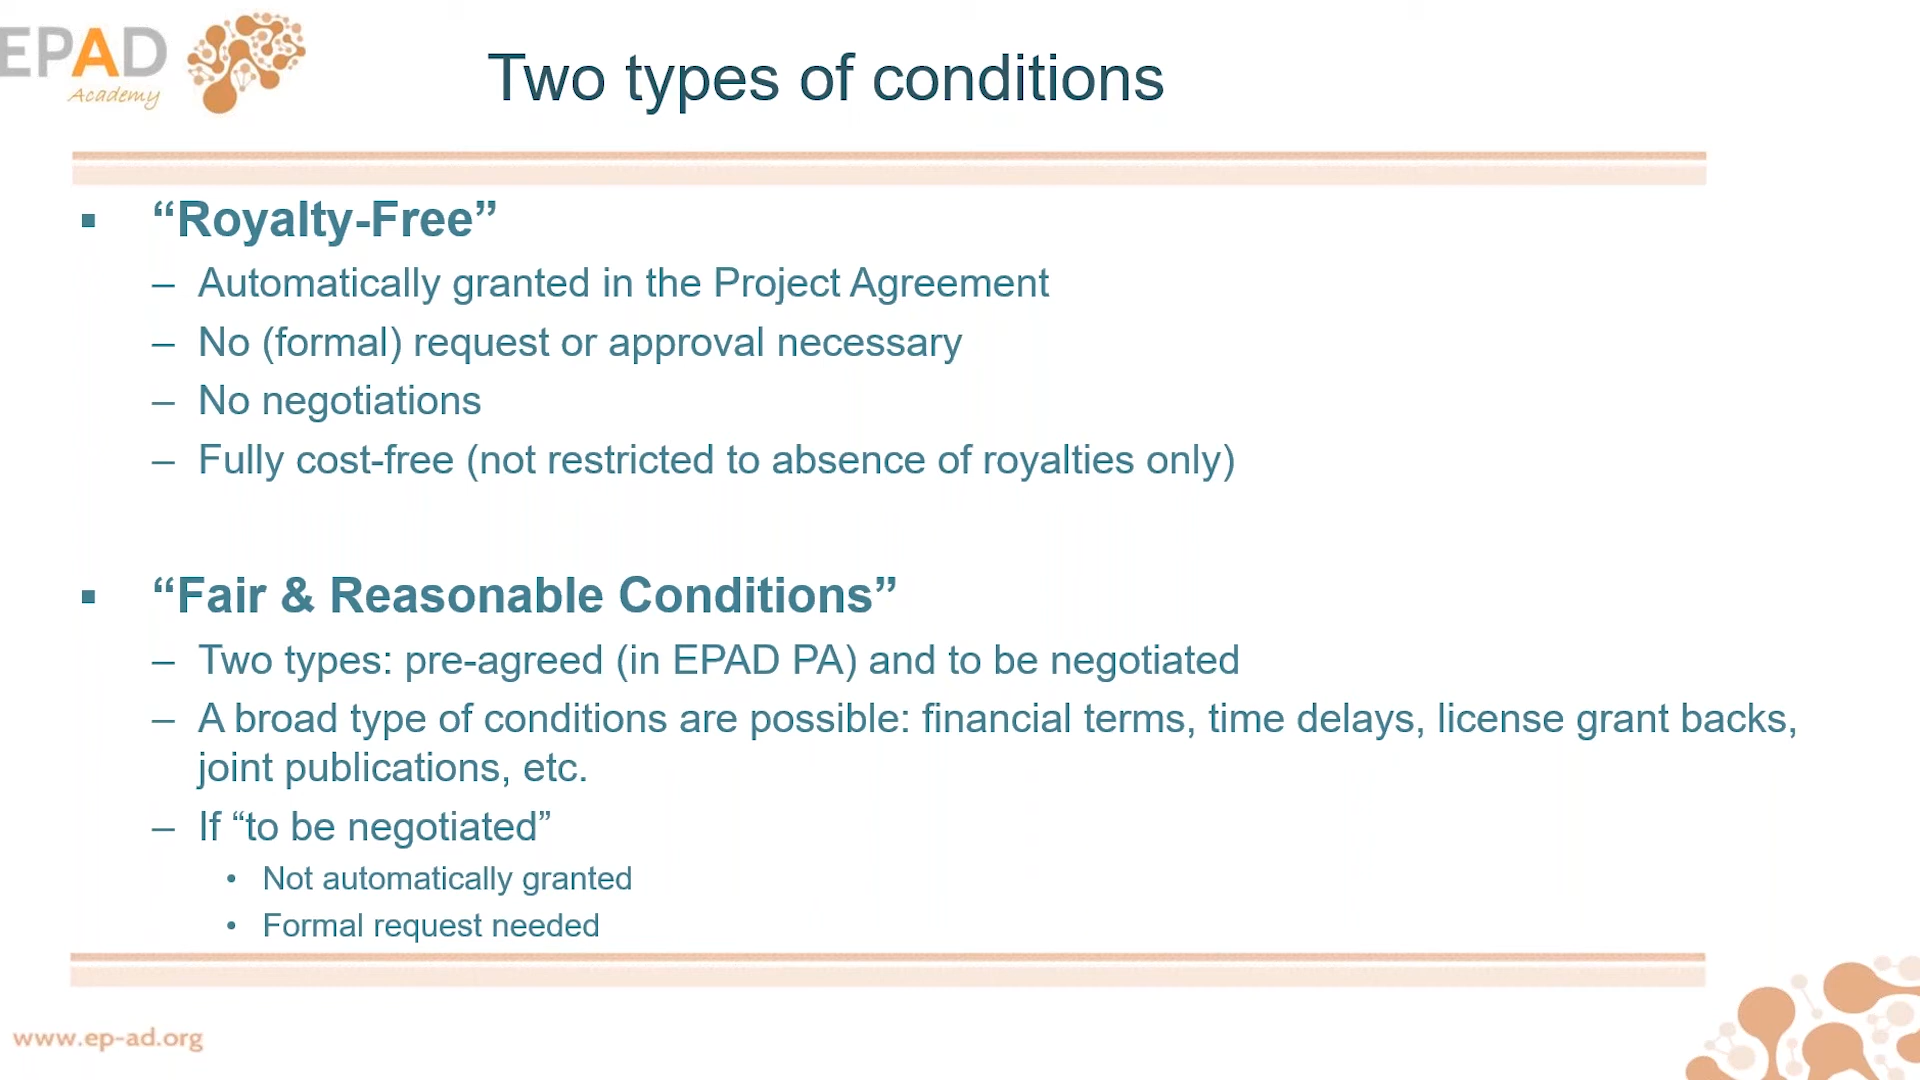 EPAD
Academy
Two types of conditions
▪ “Royalty-Free”
– Automatically granted in the Project Agreement
– No (formal) request or approval necessary
– No negotiations
– Fully cost-free (not restricted to absence of royalties only)
▪ “Fair & Reasonable Conditions”
– Two types: pre-agreed (in EPAD PA) and to be negotiated
– A broad type of conditions are possible: financial terms, time delays, license grant backs,
joint publications, etc.
– If “to be negotiated”
• Not automatically granted
• Formal request needed
www.ep-ad.org